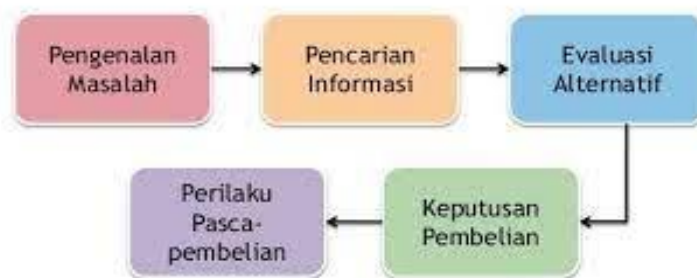 Pengenalan
Masalah
Pencarian
Informasi
Evaluasi
Alternatif
Keputusan
Pembelian
Perilaku
Pasca-
pembelian